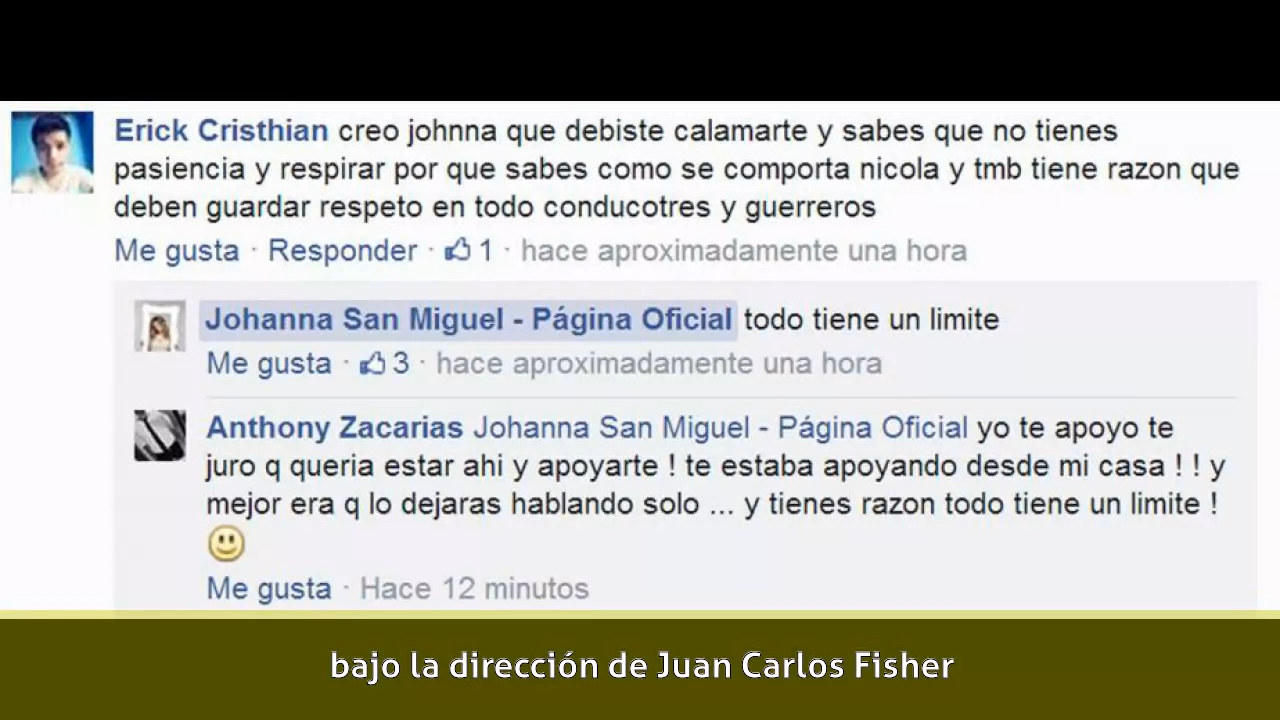 Erick Cristhian creo johnna que debiste calamarte y sabes que no tienes
pasiencia y respirar por que sabes como se comporta nicola y tmb tiene razon que
deben guardar respeto en todo conducotres y guerreros
Me gusta · Responder · 1 · hace aproximadamente una hora
Johanna San Miguel - Página Oficial todo tiene un limite
Me gusta · 3 · hace aproximadamente una hora
Anthony Zacarias Johanna San Miguel - Página Oficial yo te apoyo te
juro q queria estar ahi y apoyarte ! te estaba apoyando desde mi casa ! ! y
mejor era q lo dejaras hablando solo ... y tienes razon todo tiene un limite !
Me gusta · Hace 12 minutos
bajo la dirección de Juan Carlos Fisher